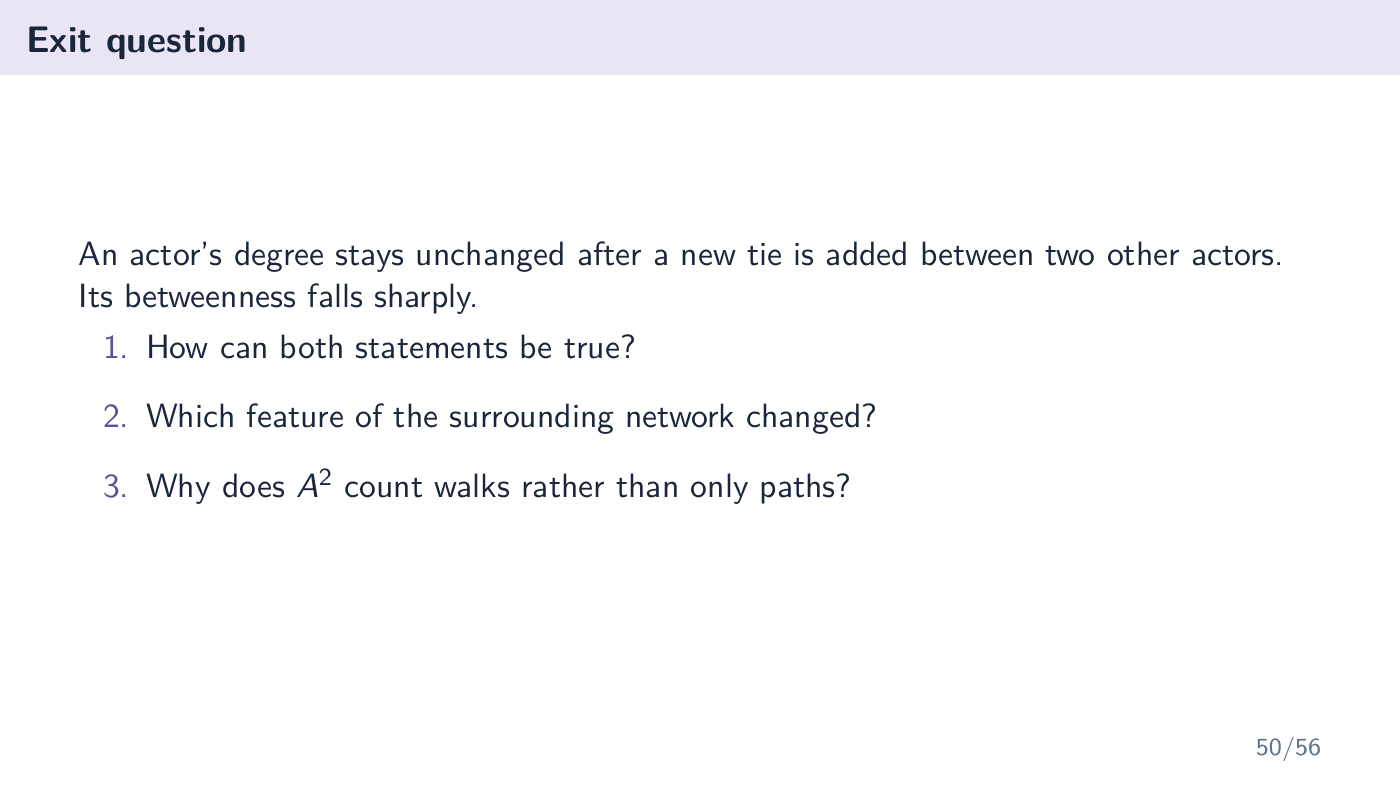 Exit question
An actor’s degree stays unchanged after a new tie is added between two other actors.
Its betweenness falls sharply.
1. How can both statements be true?
2. Which feature of the surrounding network changed?
3. Why does A² count walks rather than only paths?
50/56